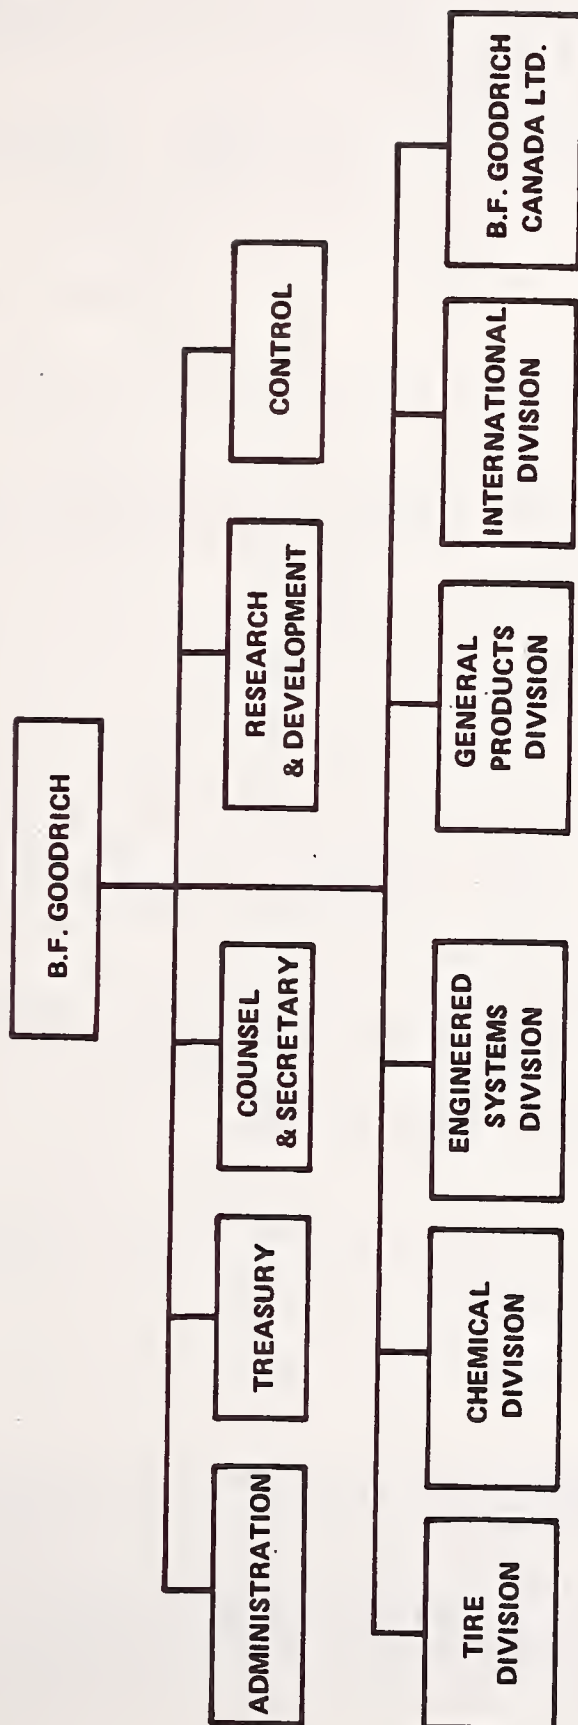 B.F. GOODRICH
ADMINISTRATION
TREASURY
COUNSEL
& SECRETARY
RESEARCH
& DEVELOPMENT
CONTROL
TIRE
DIVISION
CHEMICAL
DIVISION
ENGINEERED
SYSTEMS
DIVISION
GENERAL
PRODUCTS
DIVISION
INTERNATIONAL
DIVISION
B.F. GOODRICH
CANADA LTD.